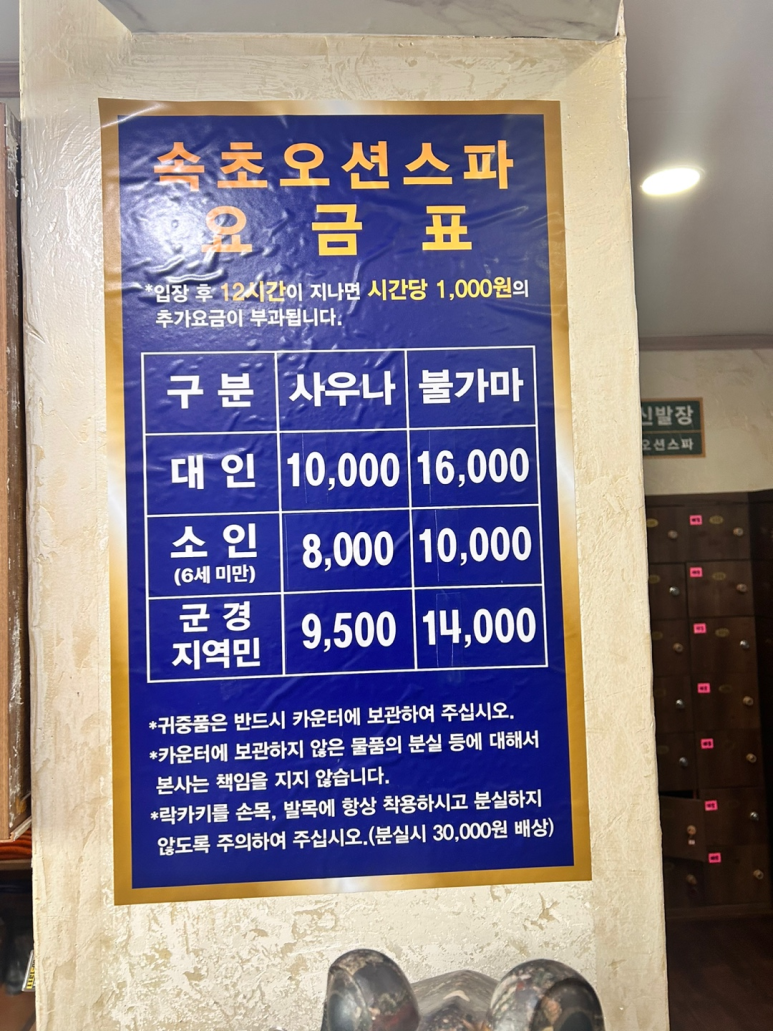 속초오션스파
요 금 표
*입장 후 12시간이 지나면 시간당 1,000원의
추가요금이 부과됩니다.
구 분 사우나 불가마
대 인 10,000 16,000
소 인 8,000 10,000
(6세 미만)
군 경
지역민 9,500 14,000
*귀중품은 반드시 카운터에 보관하여 주십시오.
*카운터에 보관하지 않은 물품의 분실 등에 대해서
본사는 책임을 지지 않습니다.
*락카키를 손목, 발목에 항상 착용하시고 분실하지
않도록 주의하여 주십시오.(분실시 30,000원 배상)
신발장
오션스파